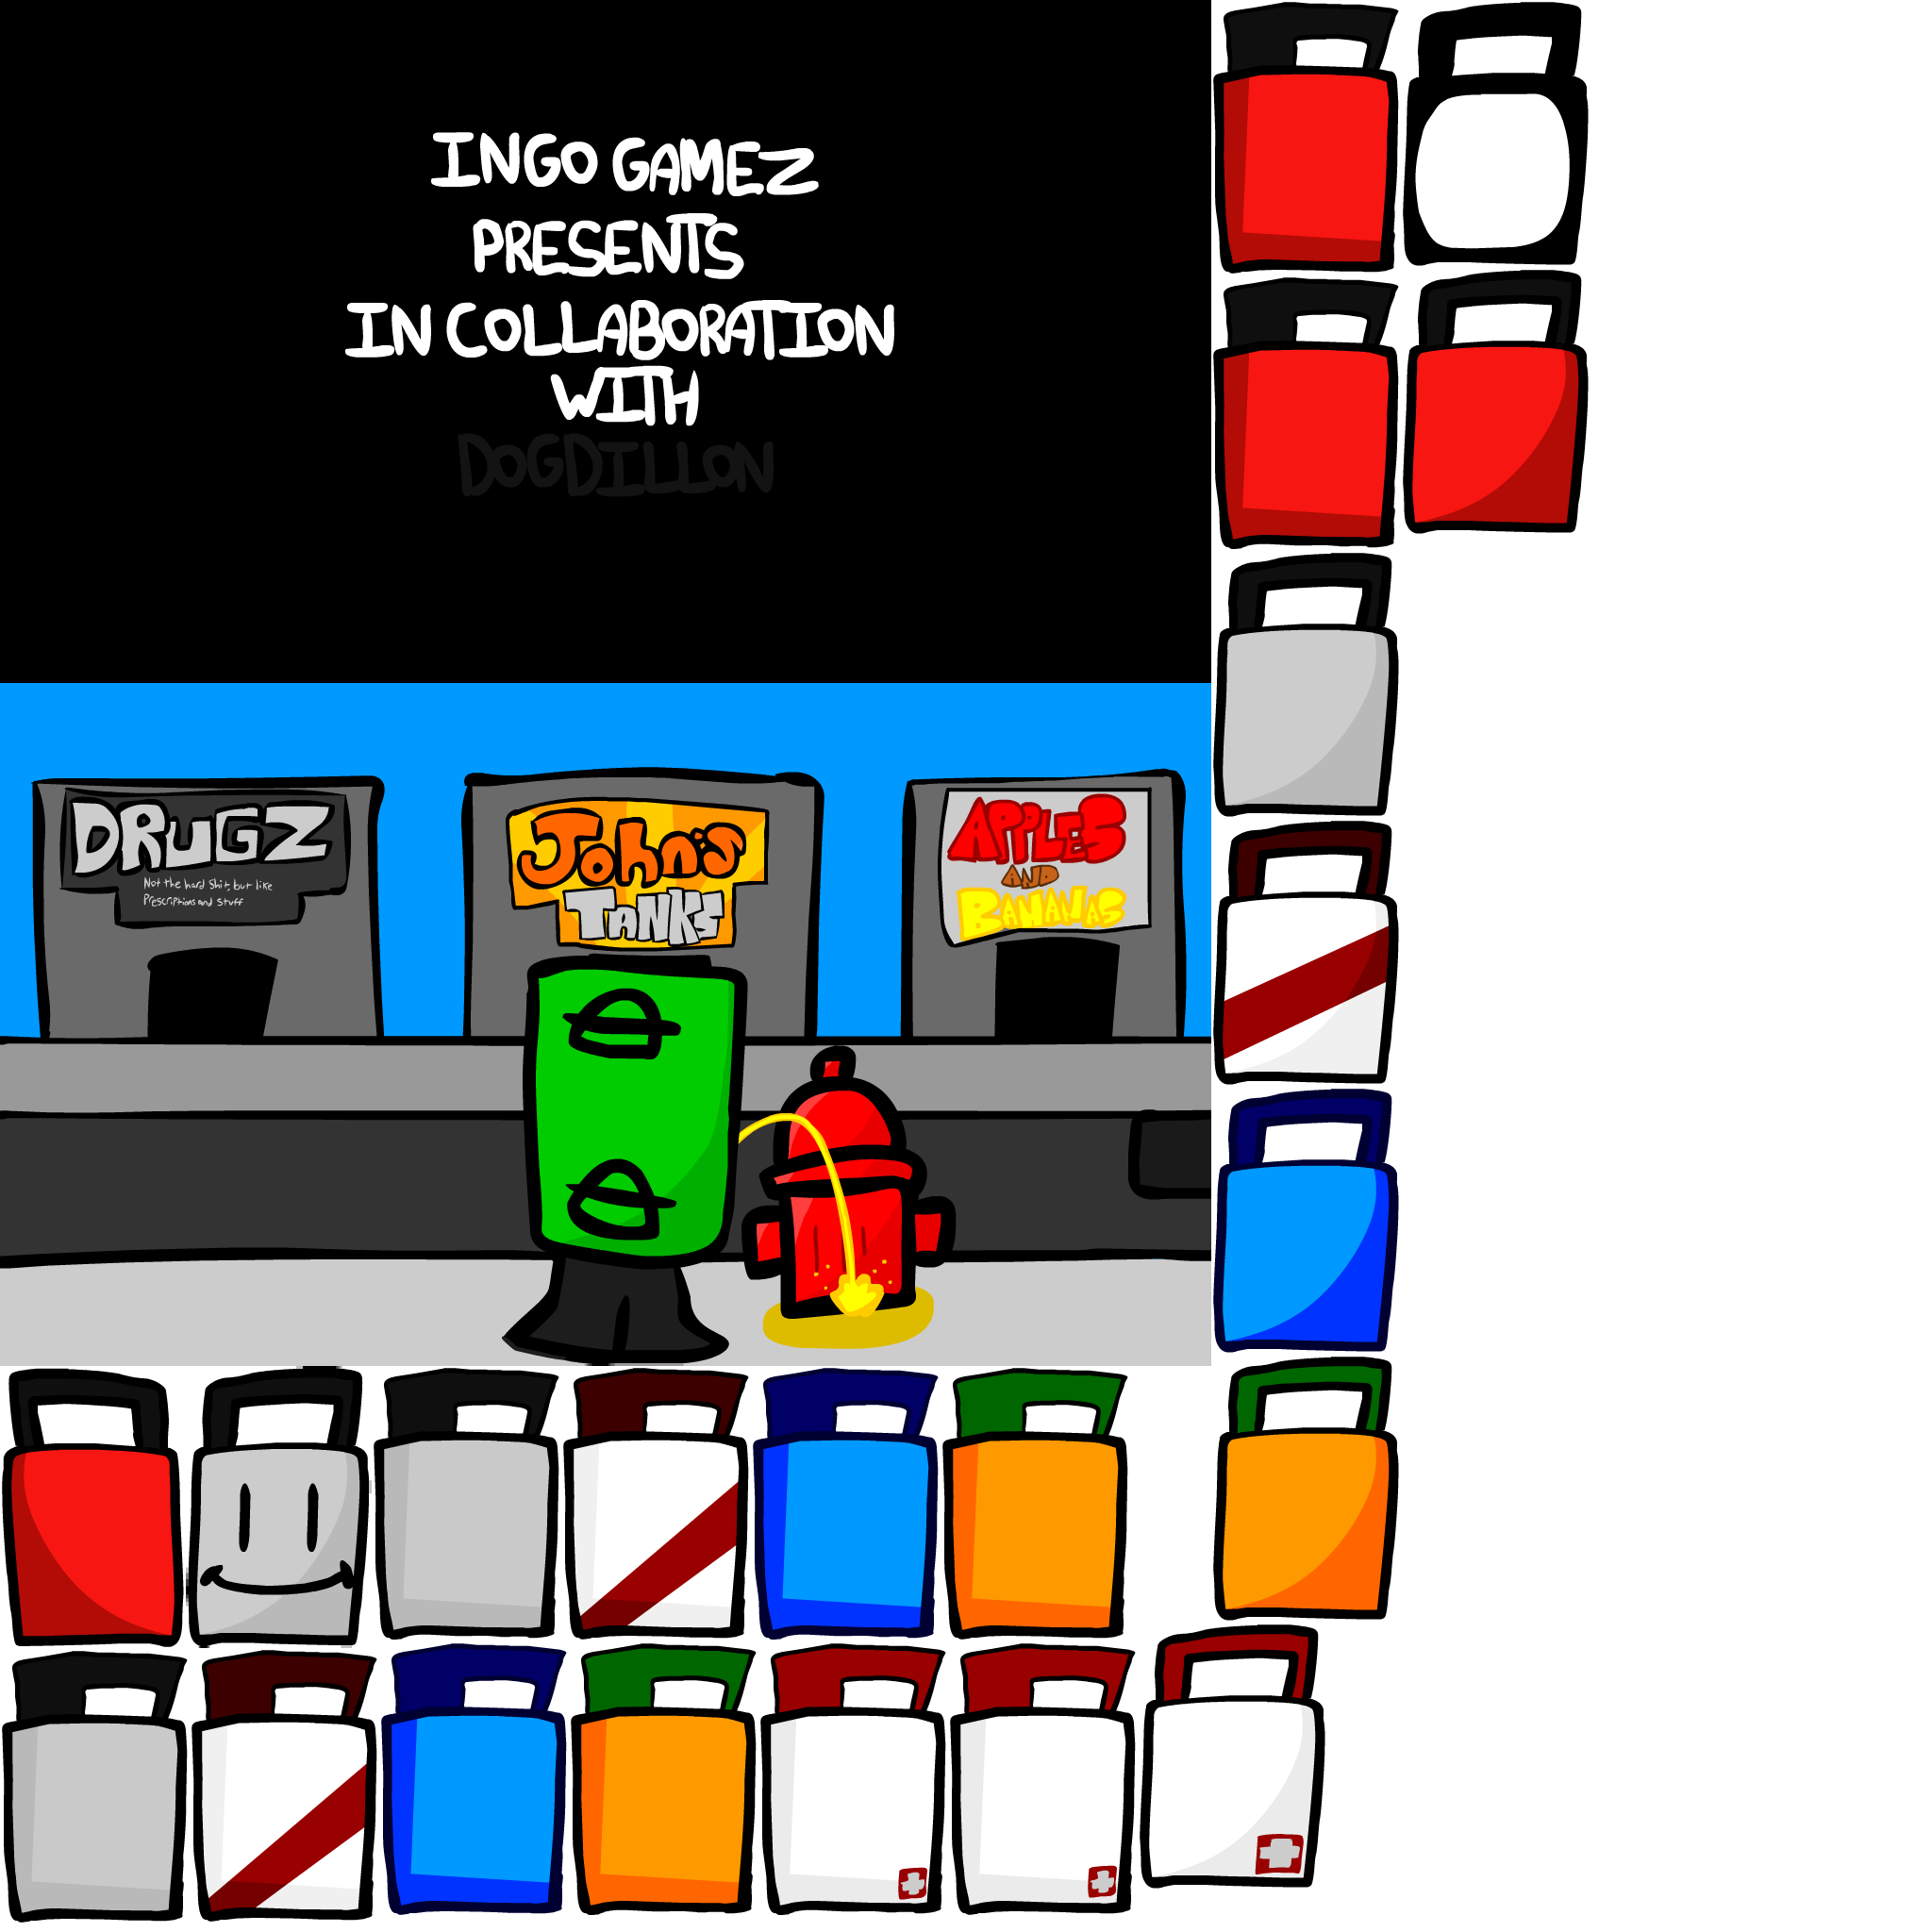 INGO GAMEZ
PRESENTS
IN COLLABORATION
WITH
DOGDILLON
DRUGZ
Not the hard shit, but like
Prescriptions and stuff
John's
TANKS
APPLES
AND
BANANAS